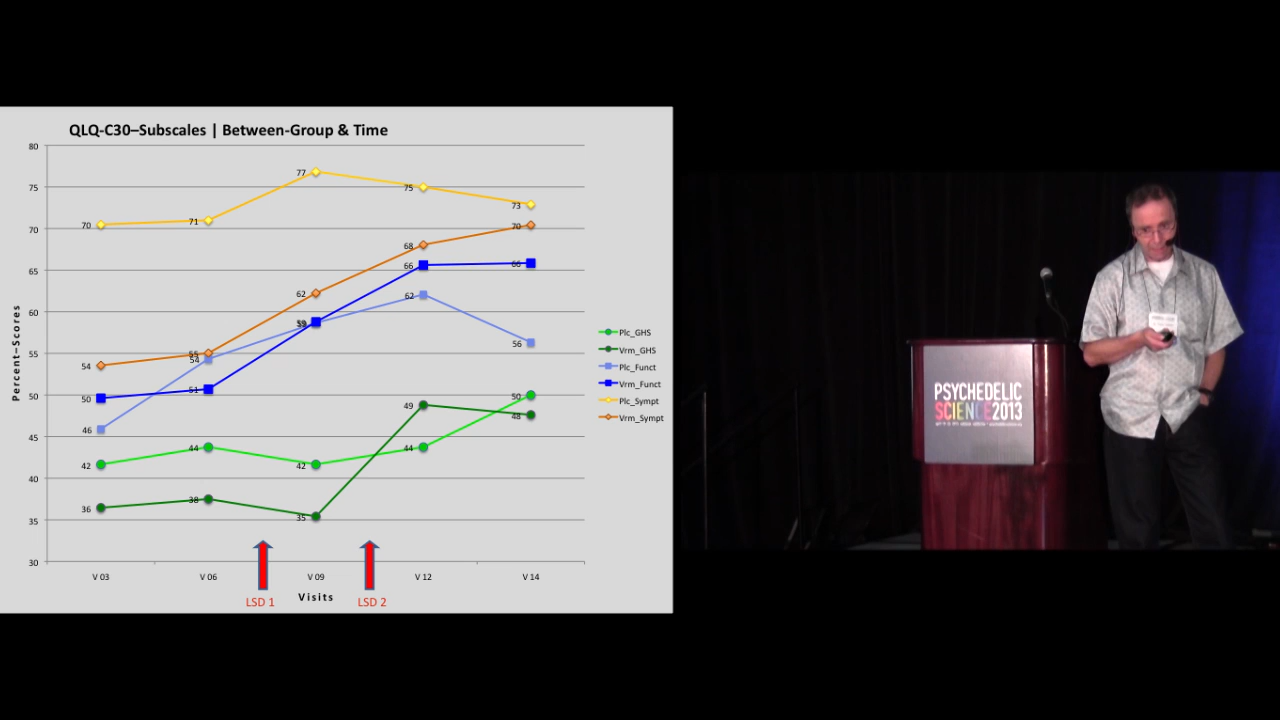 QLQ-C30–Subscales | Between-Group & Time
80
75
70
65
60
55
50
45
40
35
30
Percent–Scores
70
71
77
75
73
54
55
62
68
70
50
51
59
66
66
46
54
59
62
56
42
44
42
44
50
36
38
35
49
48
V 03
V 06
V 09
V 12
V 14
Visits
LSD 1
LSD 2
Plc_GHS
Vrm_GHS
Plc_Funct
Vrm_Funct
Plc_Sympt
Vrm_Sympt
PSYCHEDELIC
SCIENCE2013